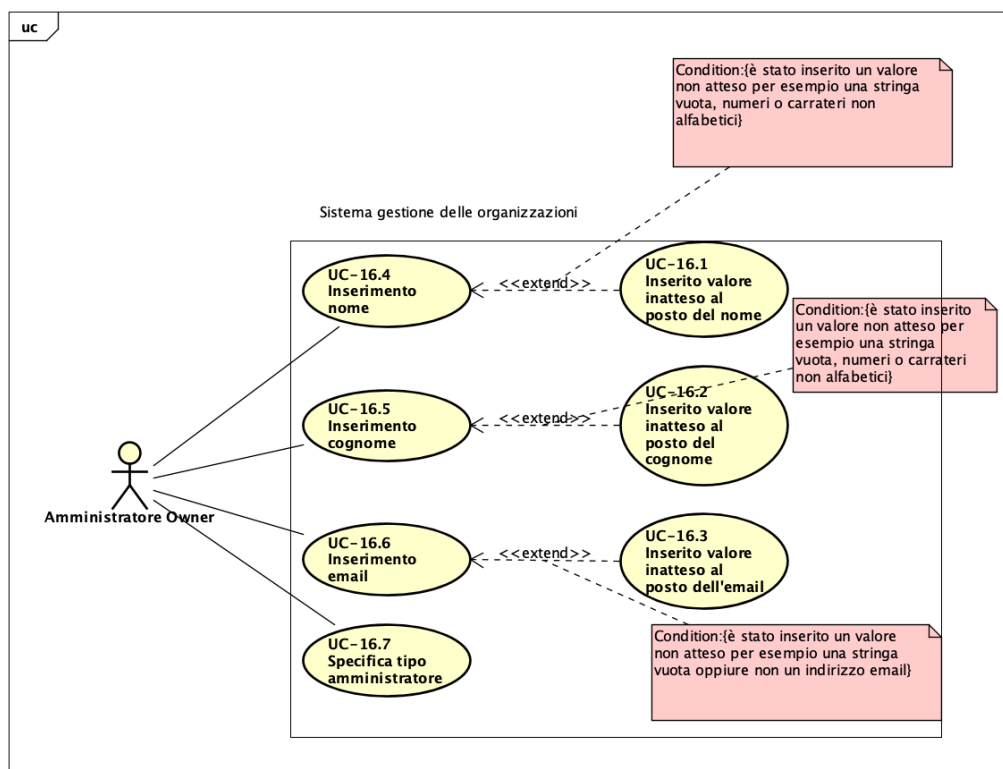 uc
Condition:{è stato inserito un valore
non atteso per esempio una stringa
vuota, numeri o carrateri non
alfabetici}
Sistema gestione delle organizzazioni
UC-16.4
Inserimento
nome
<<extend>>
UC-16.1
Inserito valore
inatteso al
posto del nome
Condition:{è stato inserito
un valore non atteso per
esempio una stringa
vuota, numeri o carrateri
non alfabetici}
UC-16.5
Inserimento
cognome
<<extend>>
UC-16.2
Inserito valore
inatteso al
posto del
cognome
Amministratore Owner
UC-16.6
Inserimento
email
<<extend>>
UC-16.3
Inserito valore
inatteso al
posto dell'email
UC-16.7
Specifica tipo
amministratore
Condition:{è stato inserito un valore
non atteso per esempio una stringa
vuota oppiure non un indirizzo email}